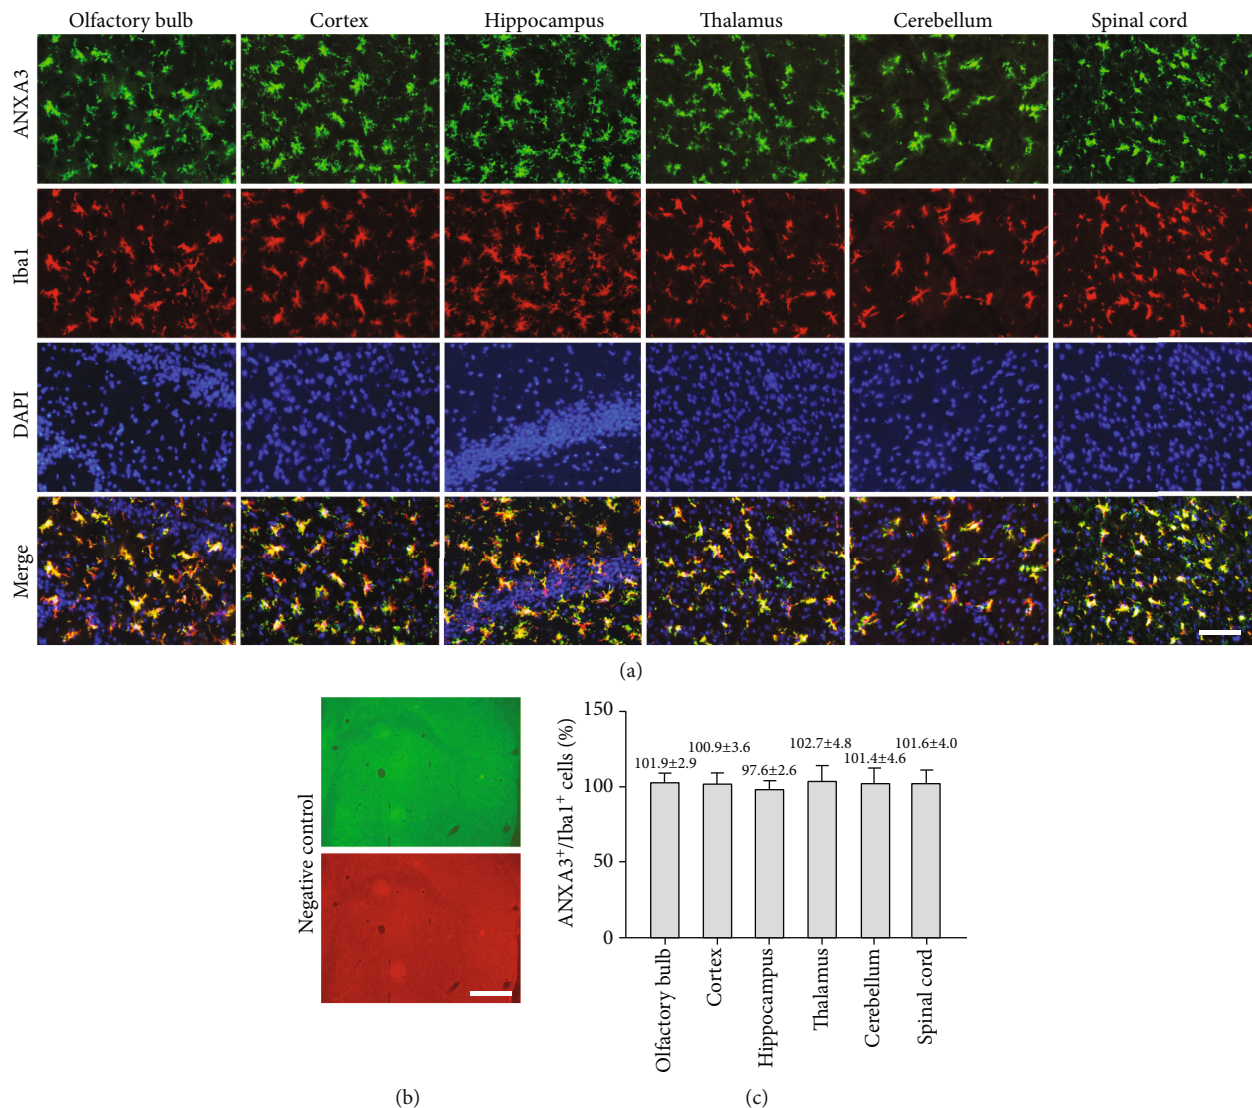 Olfactory bulb
Cortex
Hippocampus
Thalamus
Cerebellum
Spinal cord
ANXA3
Iba1
DAPI
Merge
(a)
Negative control
(b)
ANXA3⁺/Iba1⁺ cells (%)
150
100
50
0
101.9±2.9
100.9±3.6
97.6±2.6
102.7±4.8
101.4±4.6
101.6±4.0
Olfactory bulb
Cortex
Hippocampus
Thalamus
Cerebellum
Spinal cord
(c)